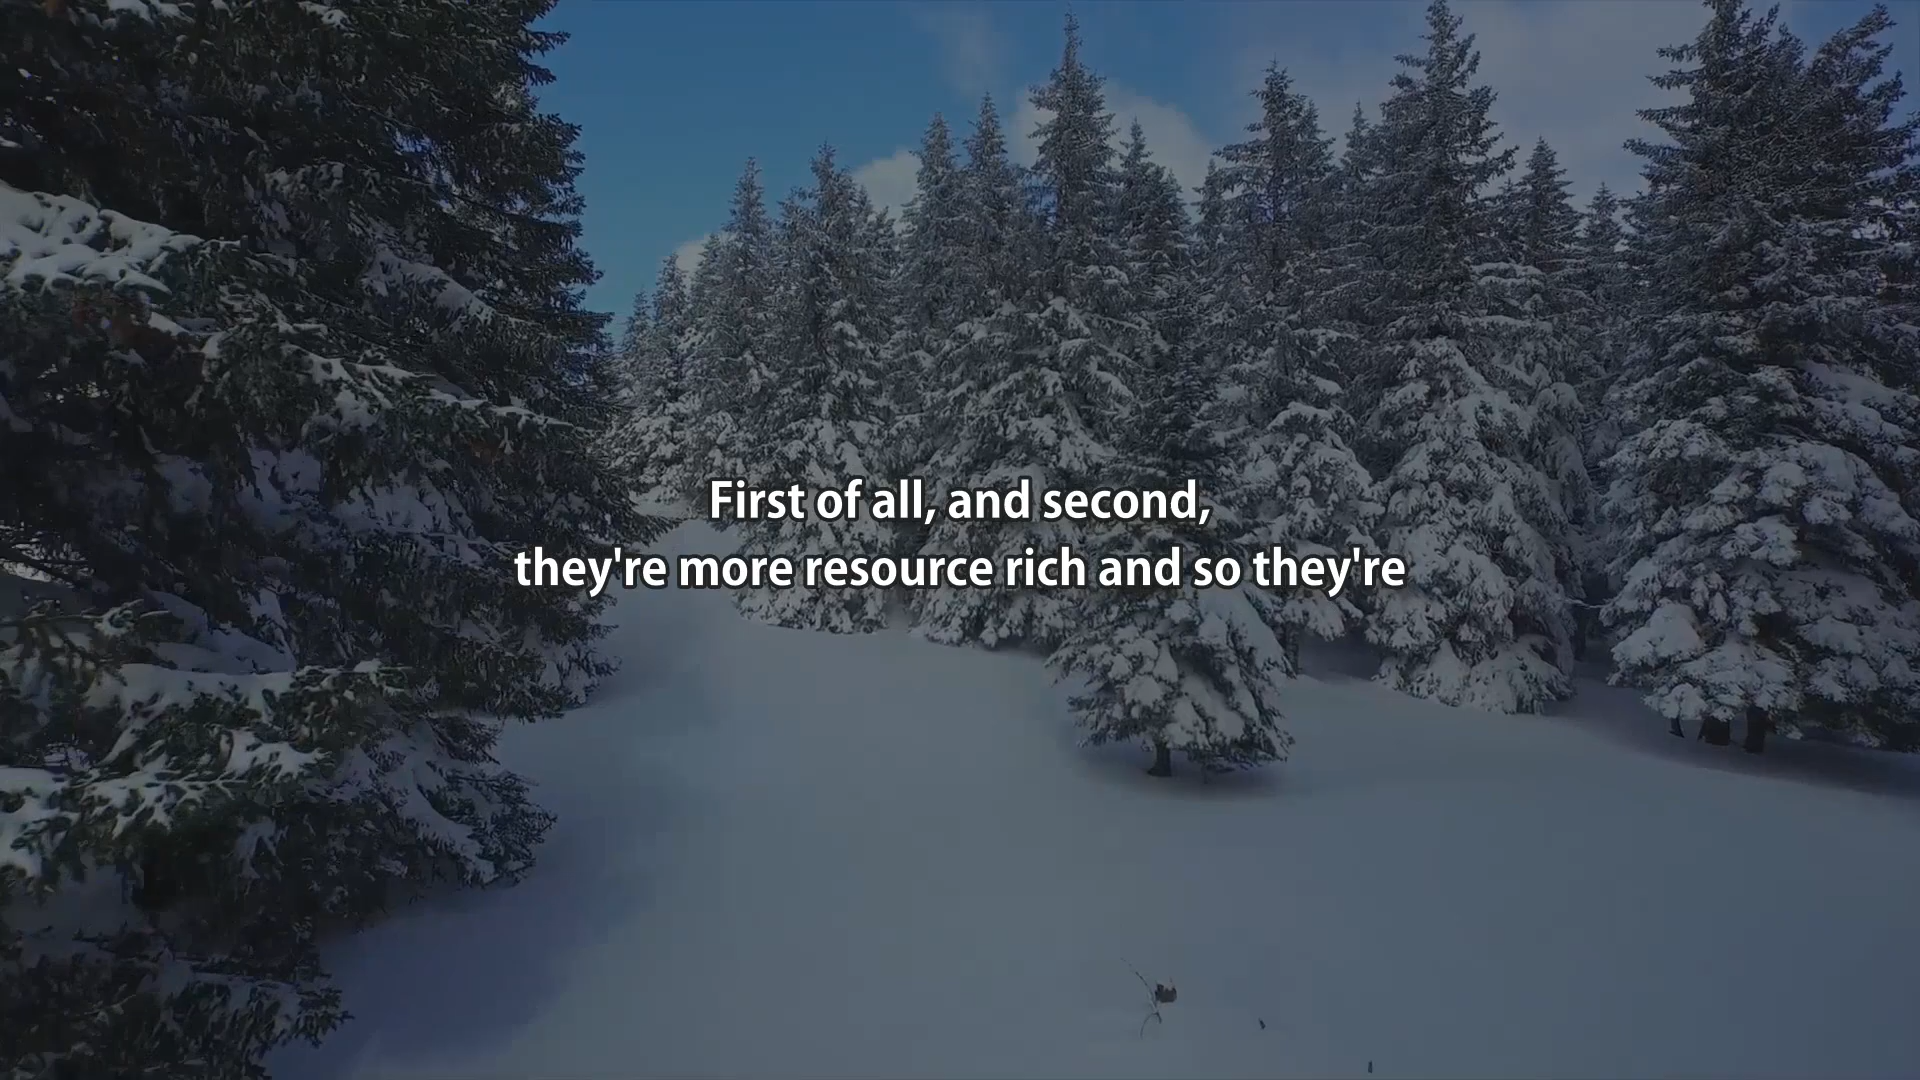 First of all, and second,
they're more resource rich and so they're